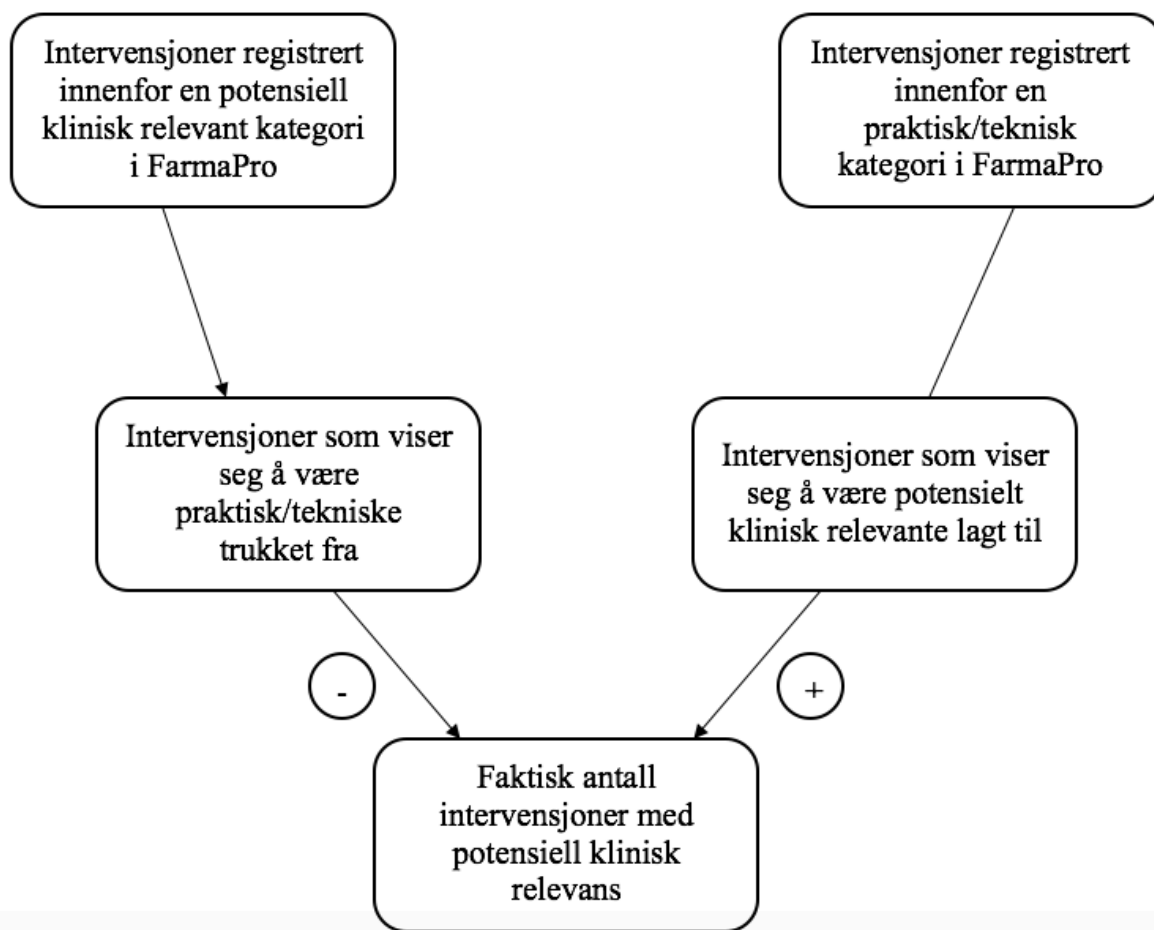 Intervensjoner registrert
innenfor en potensiell
klinisk relevant kategori
i FarmaPro
Intervensjoner registrert
innenfor en
praktisk/teknisk
kategori i FarmaPro
Intervensjoner som viser
seg å være
praktisk/tekniske
trukket fra
Intervensjoner som viser
seg å være potensielt
klinisk relevante lagt til
-
+
Faktisk antall
intervensjoner med
potensiell klinisk
relevans